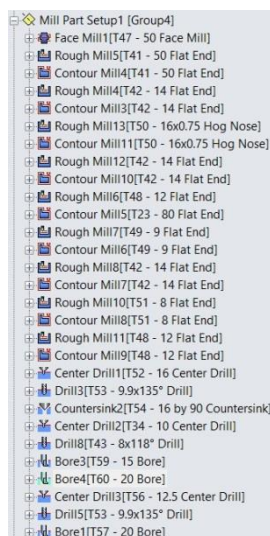 Mill Part Setup1 [Group4]
Face Mill1[T47 - 50 Face Mill]
Rough Mill5[T41 - 50 Flat End]
Contour Mill4[T41 - 50 Flat End]
Rough Mill4[T42 - 14 Flat End]
Contour Mill3[T42 - 14 Flat End]
Rough Mill13[T50 - 16x0.75 Hog Nose]
Contour Mill11[T50 - 16x0.75 Hog Nose]
Rough Mill12[T42 - 14 Flat End]
Contour Mill10[T42 - 14 Flat End]
Rough Mill6[T48 - 12 Flat End]
Contour Mill5[T23 - 80 Flat End]
Rough Mill7[T49 - 9 Flat End]
Contour Mill6[T49 - 9 Flat End]
Rough Mill8[T42 - 14 Flat End]
Contour Mill7[T42 - 14 Flat End]
Rough Mill10[T51 - 8 Flat End]
Contour Mill8[T51 - 8 Flat End]
Rough Mill11[T48 - 12 Flat End]
Contour Mill9[T48 - 12 Flat End]
Center Drill1[T52 - 16 Center Drill]
Drill3[T53 - 9.9x135° Drill]
Countersink2[T54 - 16 by 90 Countersink]
Center Drill2[T34 - 10 Center Drill]
Drill8[T43 - 8x118° Drill]
Bore3[T59 - 15 Bore]
Bore4[T60 - 20 Bore]
Center Drill3[T56 - 12.5 Center Drill]
Drill5[T53 - 9.9x135° Drill]
Bore1[T57 - 20 Bore]